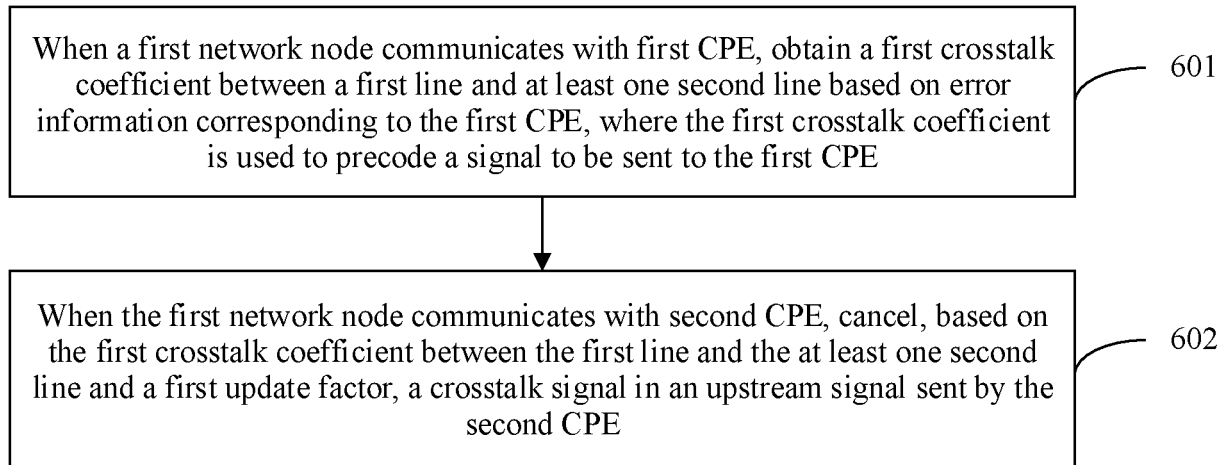 When a first network node communicates with first CPE, obtain a first crosstalk
coefficient between a first line and at least one second line based on error
information corresponding to the first CPE, where the first crosstalk coefficient
is used to precode a signal to be sent to the first CPE
601
When the first network node communicates with second CPE, cancel, based on
the first crosstalk coefficient between the first line and the at least one second
line and a first update factor, a crosstalk signal in an upstream signal sent by the
second CPE
602